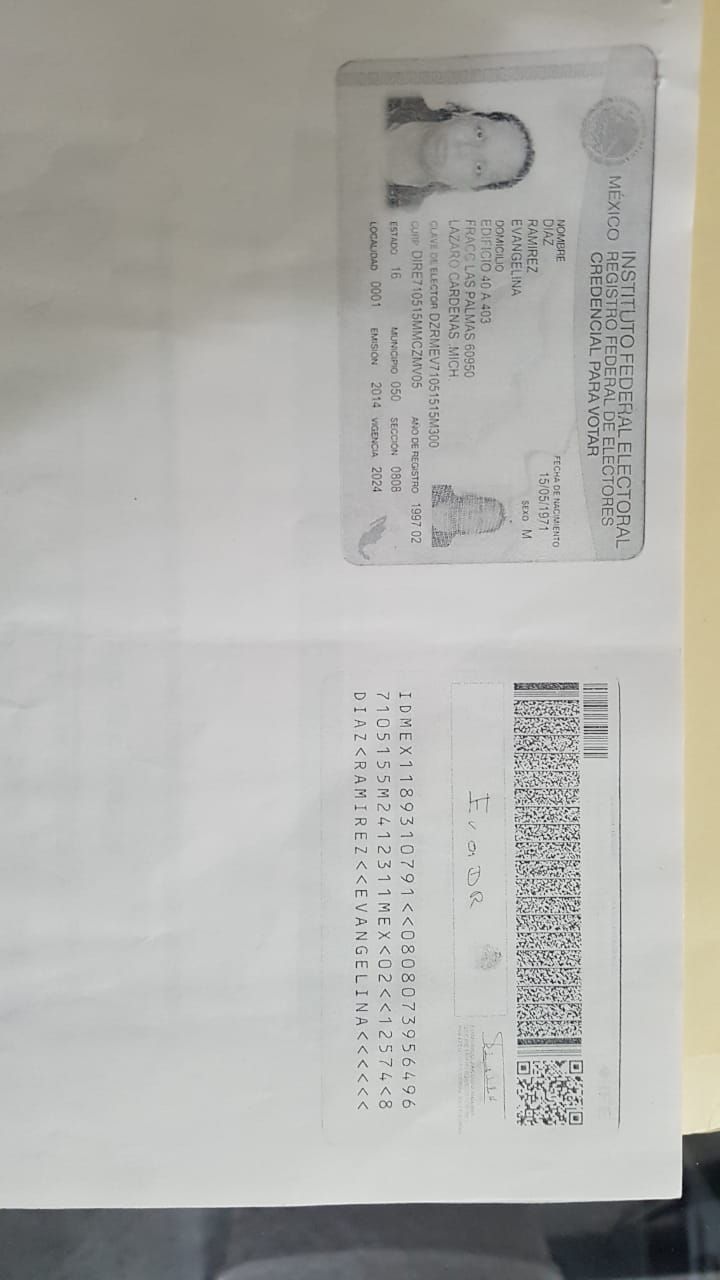 INSTITUTO FEDERAL ELECTORAL
MÉXICO REGISTRO FEDERAL DE ELECTORES
CREDENCIAL PARA VOTAR
NOMBRE
DIAZ
RAMIREZ
EVANGELINA
FECHA DE NACIMIENTO
15/05/1971
SEXO M
DOMICILIO
EDIFICIO 40 A 403
FRACC LAS PALMAS 60950
LAZARO CARDENAS ,MICH.
CLAVE DE ELECTOR DZRMEV71051515M300
CURP DIRE710515MMCZMV05 AÑO DE REGISTRO 1997 02
ESTADO 16 MUNICIPIO 050 SECCIÓN 0808
LOCALIDAD 0001 EMISIÓN 2014 VIGENCIA 2024
IFE
Eva DR
IDMEX1189310791<<0808073956496
7105155M2412311MEX<02<<12574<8
DIAZ<RAMIREZ<<EVANGELINA<<<<<<